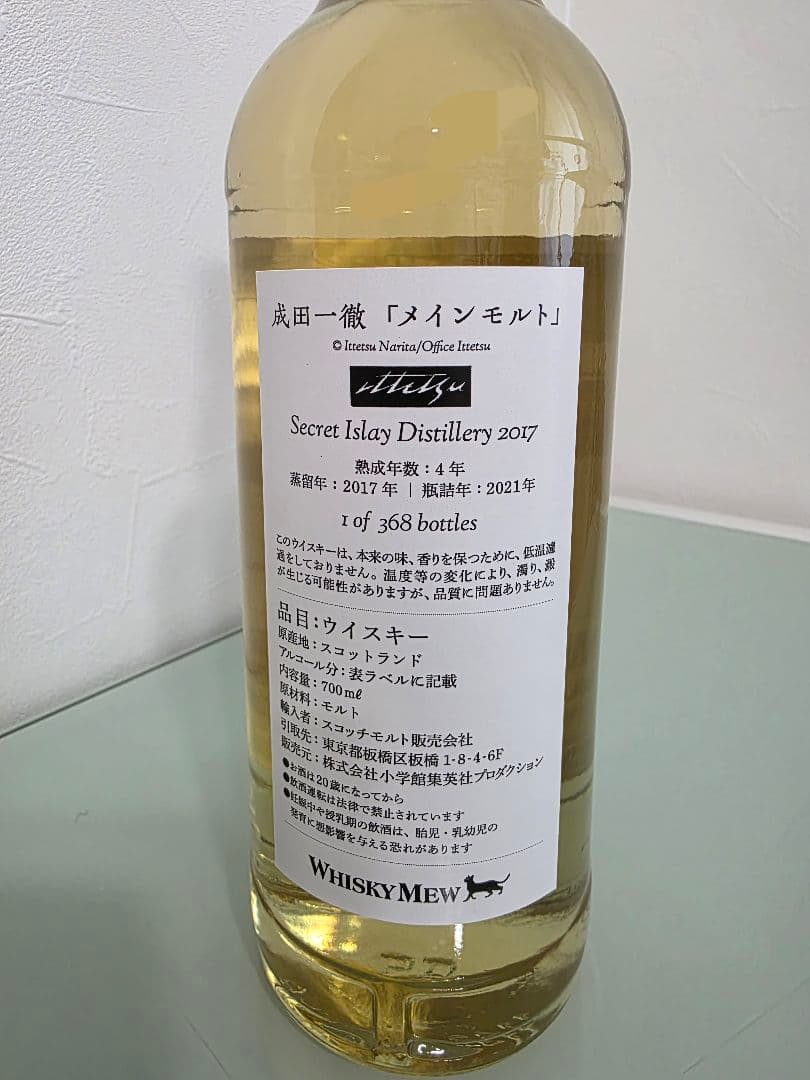 成田一徹「メインモルト」
© Ittetsu Narita/Office Ittetsu
ittetsu
Secret Islay Distillery 2017
熟成年数：4年
蒸留年：2017年 | 瓶詰年：2021年
1 of 368 bottles
このウイスキーは、本来の味、香りを保つために、低温濾
過をしておりません。温度等の変化により、濁り、澱
が生じる可能性がありますが、品質に問題ありません。
品目：ウイスキー
原産地：スコットランド
アルコール分：表ラベルに記載
内容量：700mℓ
原材料：モルト
輸入者：スコッチモルト販売会社
引取先：東京都板橋区板橋1-8-4-6F
販売元：株式会社小学館集英社プロダクション
●お酒は20歳になってから
●飲酒運転は法律で禁止されています
●妊娠中や授乳期の飲酒は、胎児・乳幼児の
発育に悪影響を与える恐れがあります
WHISKY MEW